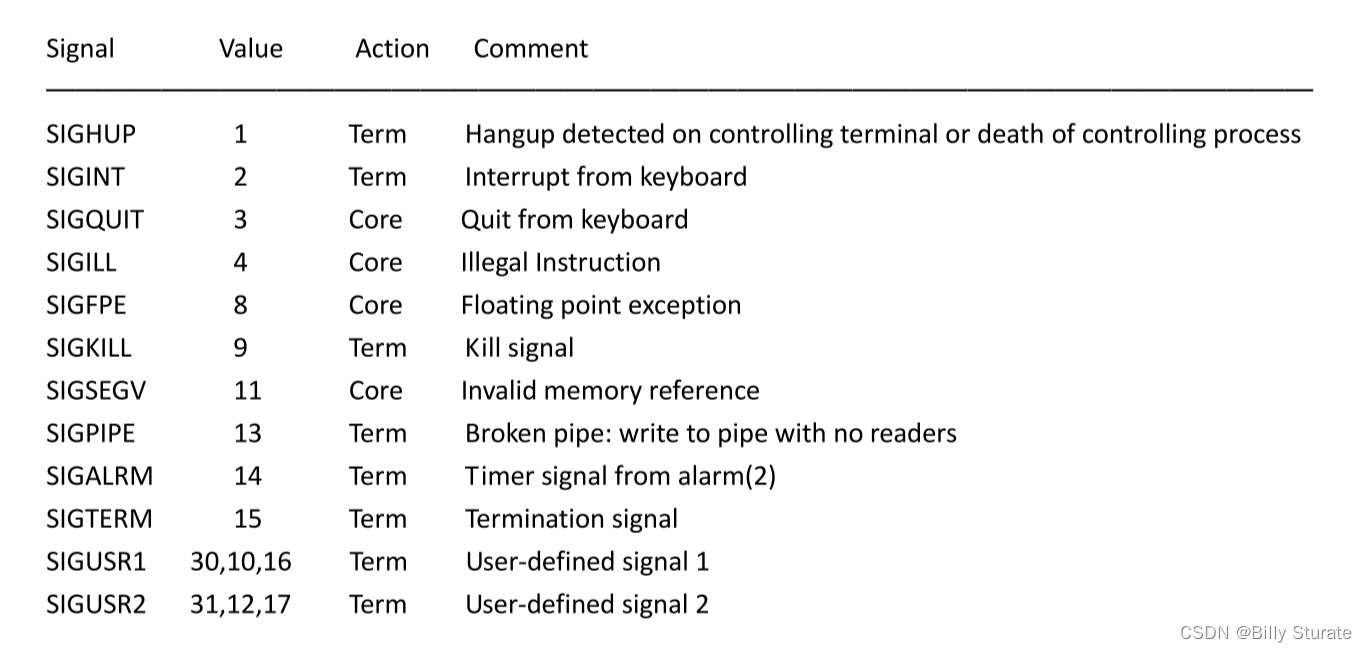 Signal Value Action Comment
SIGHUP 1 Term Hangup detected on controlling terminal or death of controlling process
SIGINT 2 Term Interrupt from keyboard
SIGQUIT 3 Core Quit from keyboard
SIGILL 4 Core Illegal Instruction
SIGFPE 8 Core Floating point exception
SIGKILL 9 Term Kill signal
SIGSEGV 11 Core Invalid memory reference
SIGPIPE 13 Term Broken pipe: write to pipe with no readers
SIGALRM 14 Term Timer signal from alarm(2)
SIGTERM 15 Term Termination signal
SIGUSR1 30,10,16 Term User-defined signal 1
SIGUSR2 31,12,17 Term User-defined signal 2
CSDN @Billy Sturate